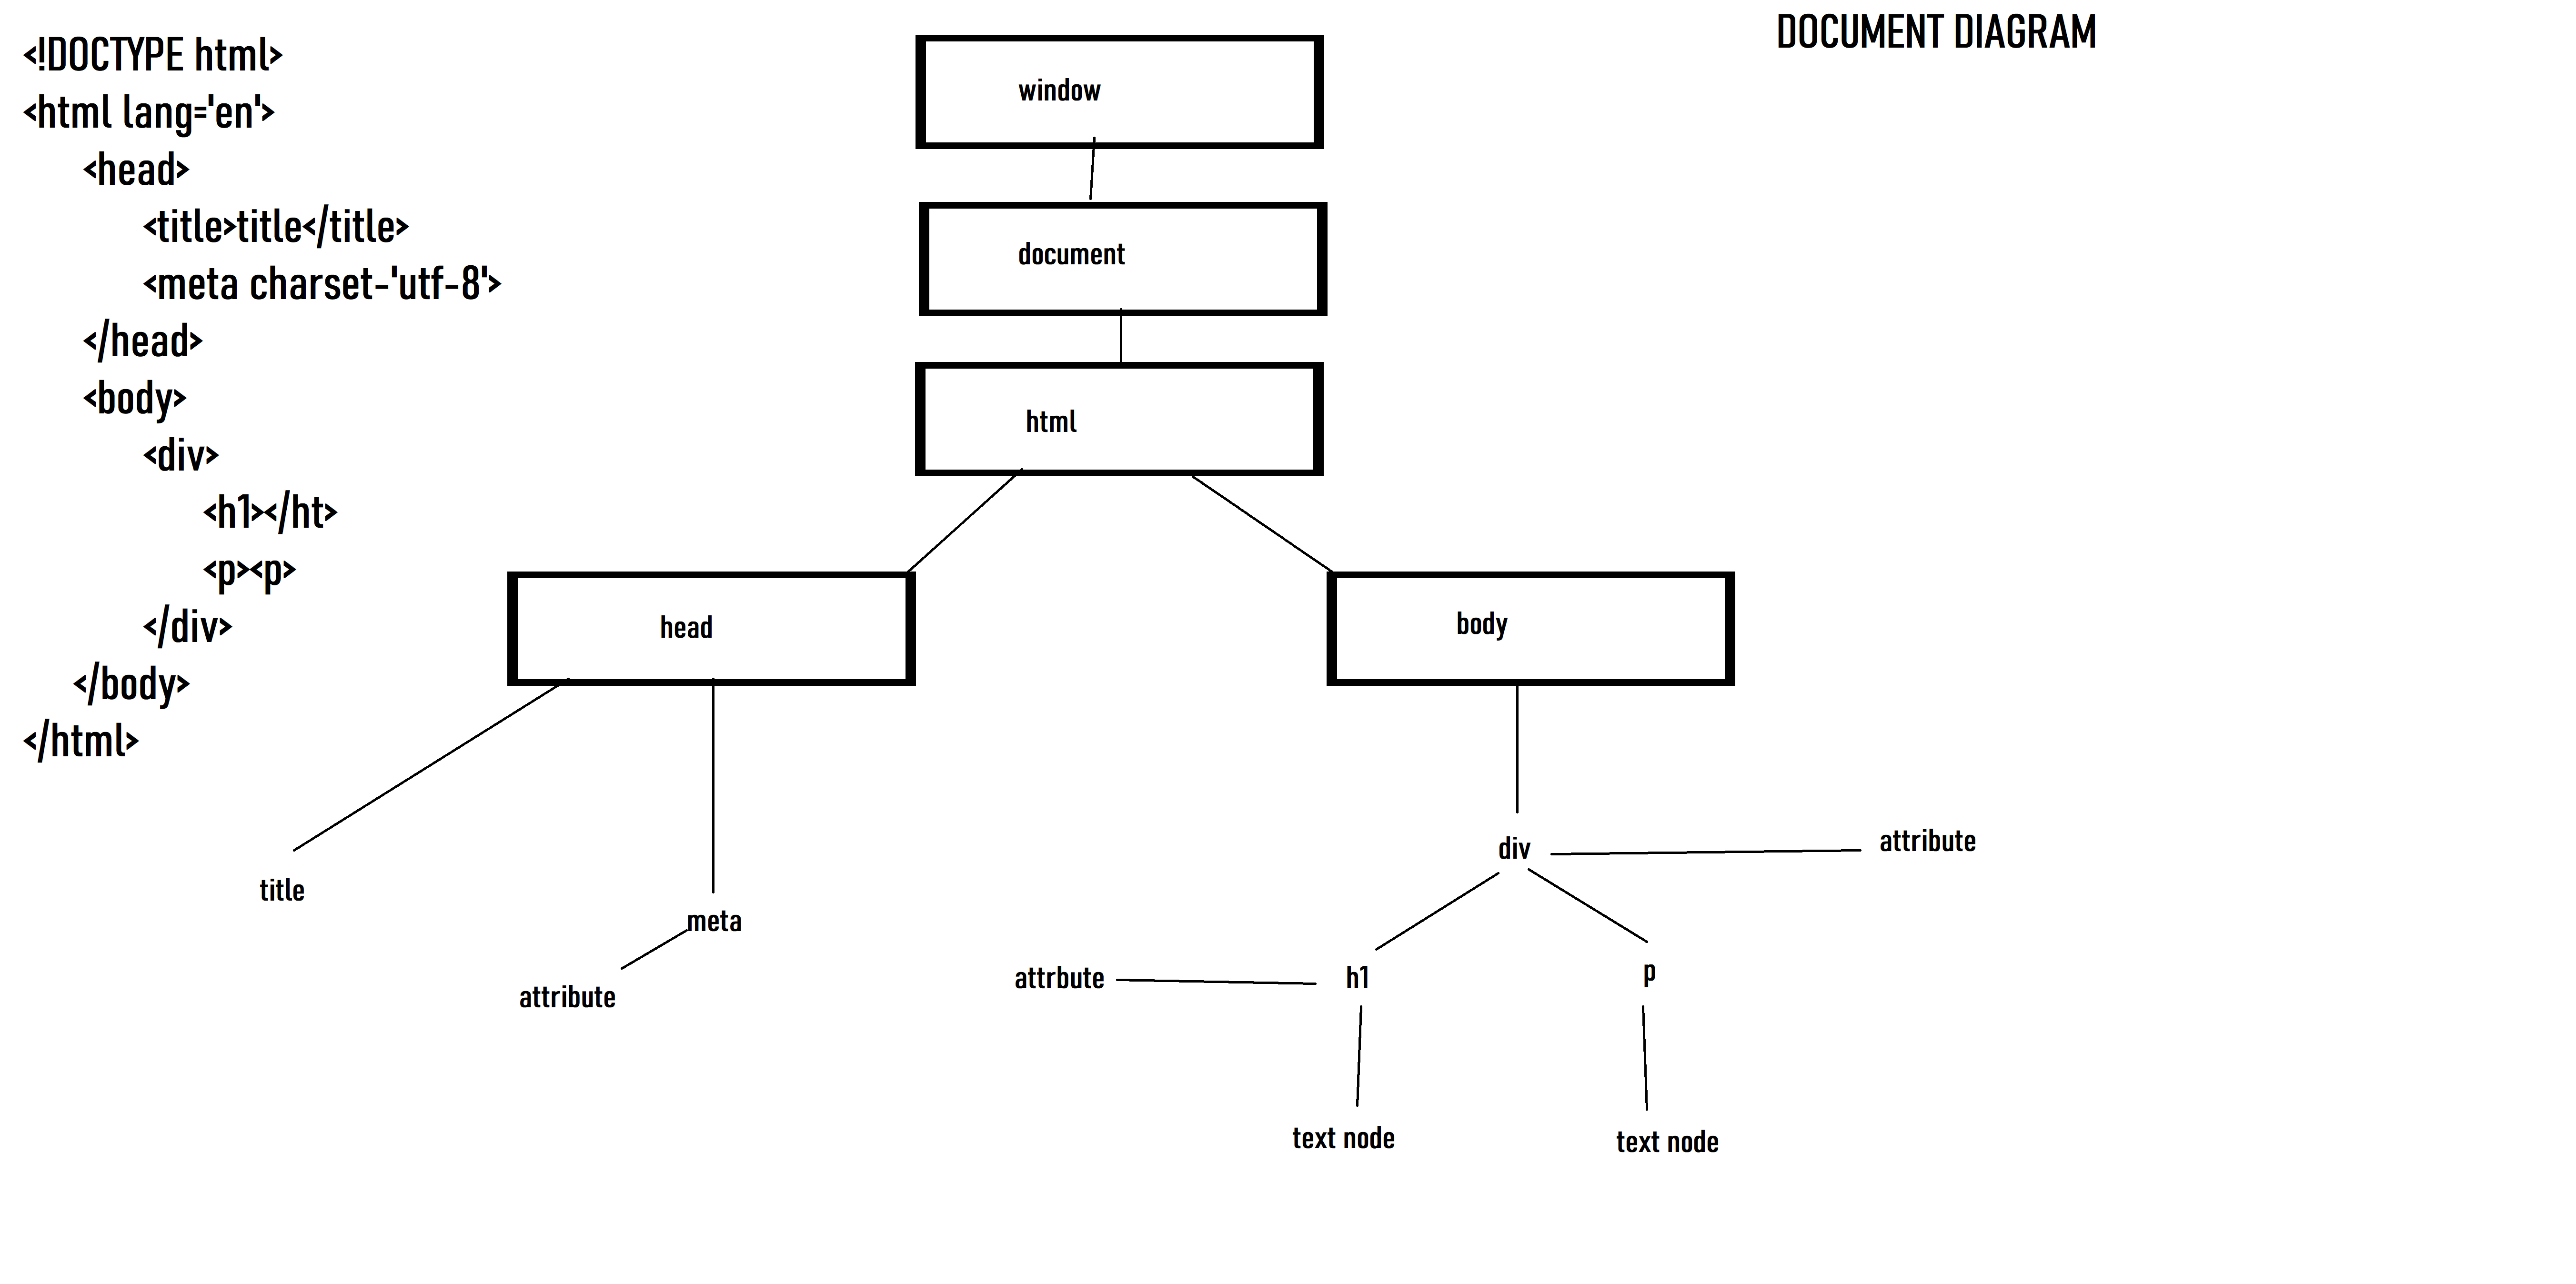 DOCUMENT DIAGRAM
<!DOCTYPE html>
<html lang='en'>
<head>
<title>title</title>
<meta charset-'utf-8'>
</head>
<body>
<div>
<h1></ht>
<p><p>
</div>
</body>
</html>
window
document
html
head
body
title
meta
attribute
div
attribute
attrbute
h1
p
text node
text node